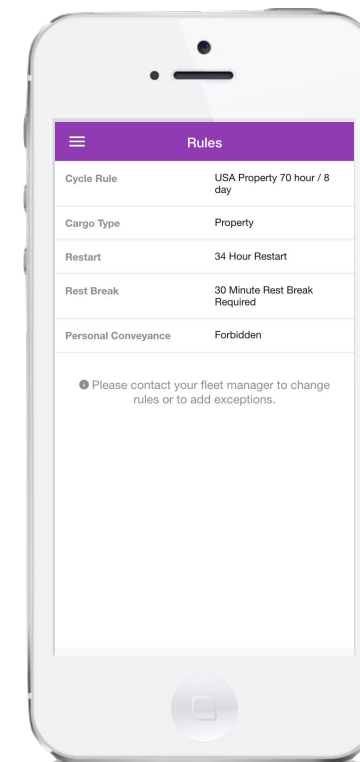 Rules
Cycle Rule USA Property 70 hour / 8
day
Cargo Type Property
Restart 34 Hour Restart
Rest Break 30 Minute Rest Break
Required
Personal Conveyance Forbidden
Please contact your fleet manager to change
rules or to add exceptions.